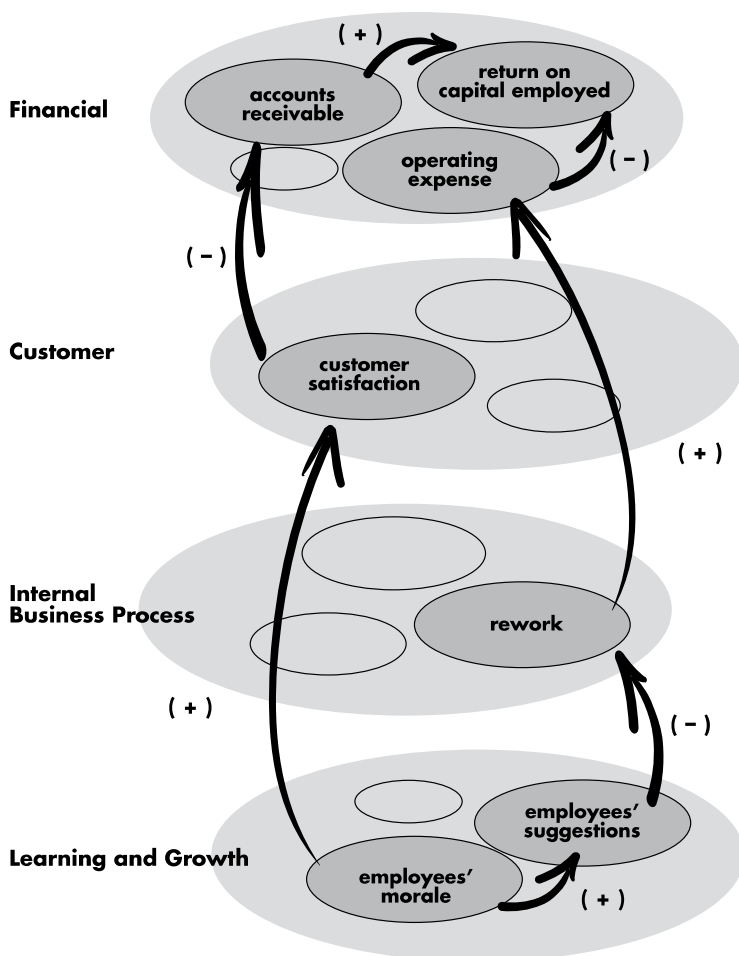 ( + )
Financial
accounts
receivable
return on
capital employed
operating
expense
( - )
( - )
Customer
customer
satisfaction
( + )
Internal
Business Process
rework
( + )
( - )
Learning and Growth
employees'
suggestions
employees'
morale
( + )